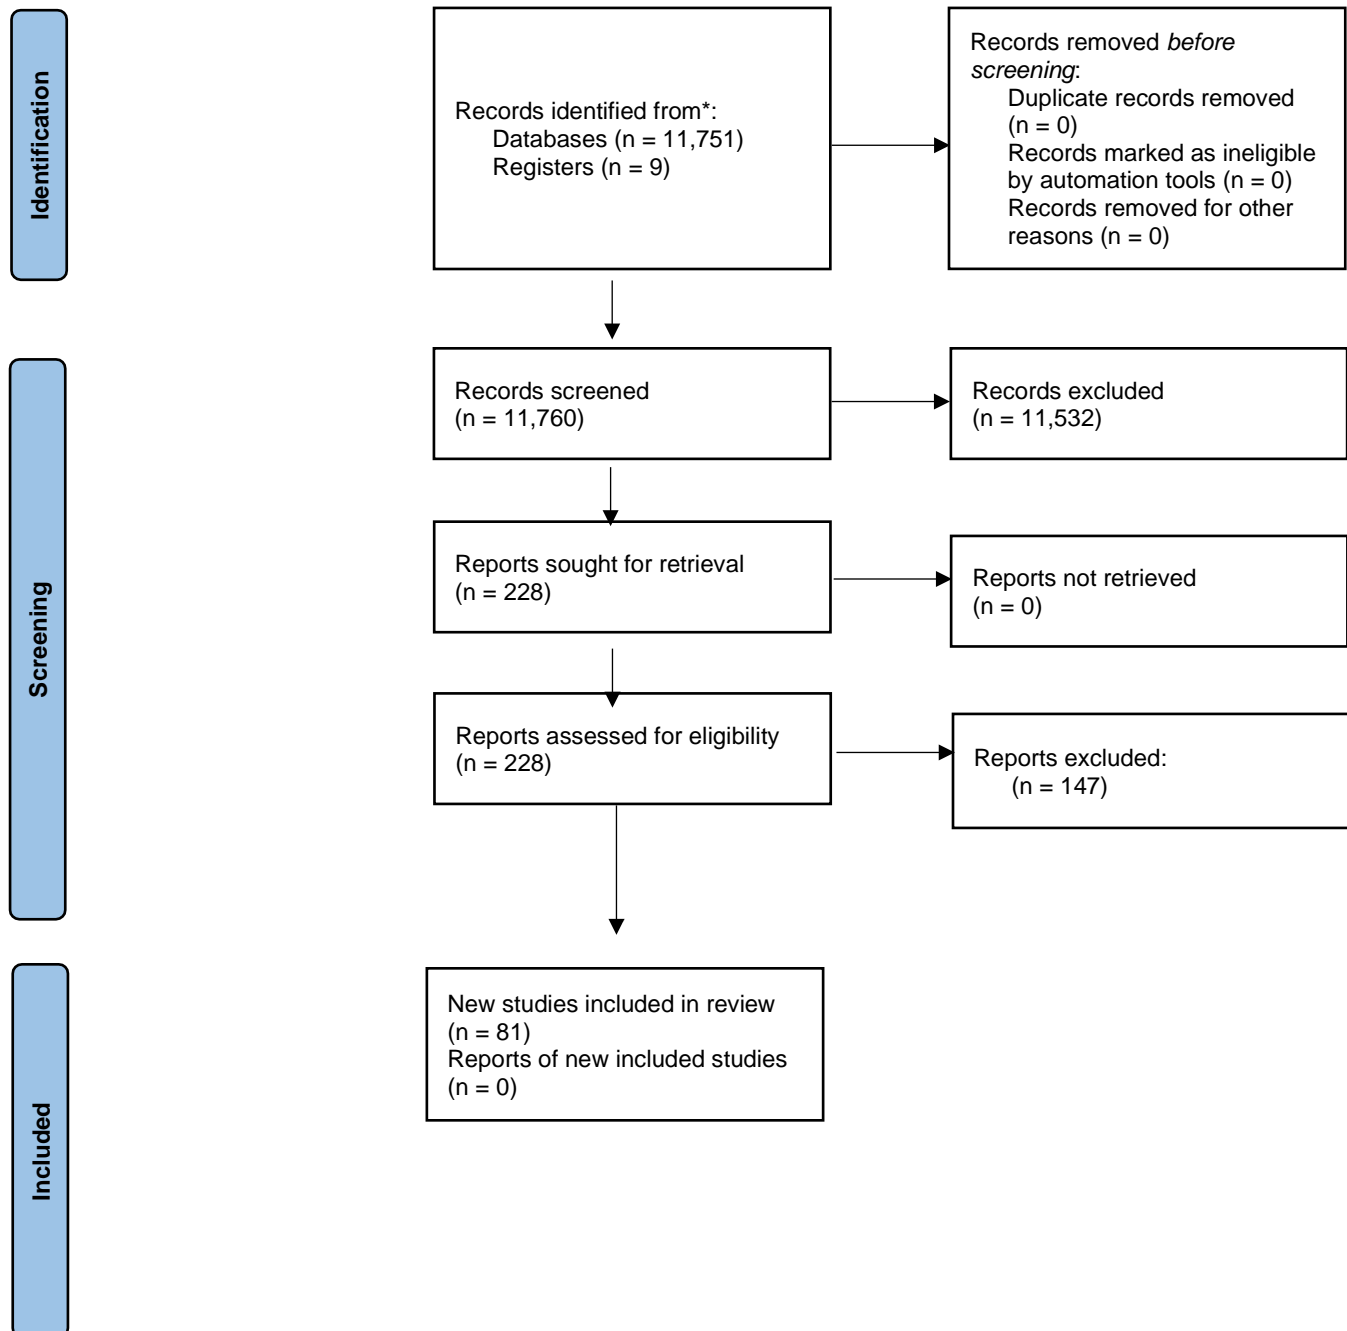 Identification
Records identified from*:
Databases (n = 11,751)
Registers (n = 9)
Records removed before
screening:
Duplicate records removed
(n = 0)
Records marked as ineligible
by automation tools (n = 0)
Records removed for other
reasons (n = 0)
Screening
Records screened
(n = 11,760)
Records excluded
(n = 11,532)
Reports sought for retrieval
(n = 228)
Reports not retrieved
(n = 0)
Reports assessed for eligibility
(n = 228)
Reports excluded:
(n = 147)
Included
New studies included in review
(n = 81)
Reports of new included studies
(n = 0)